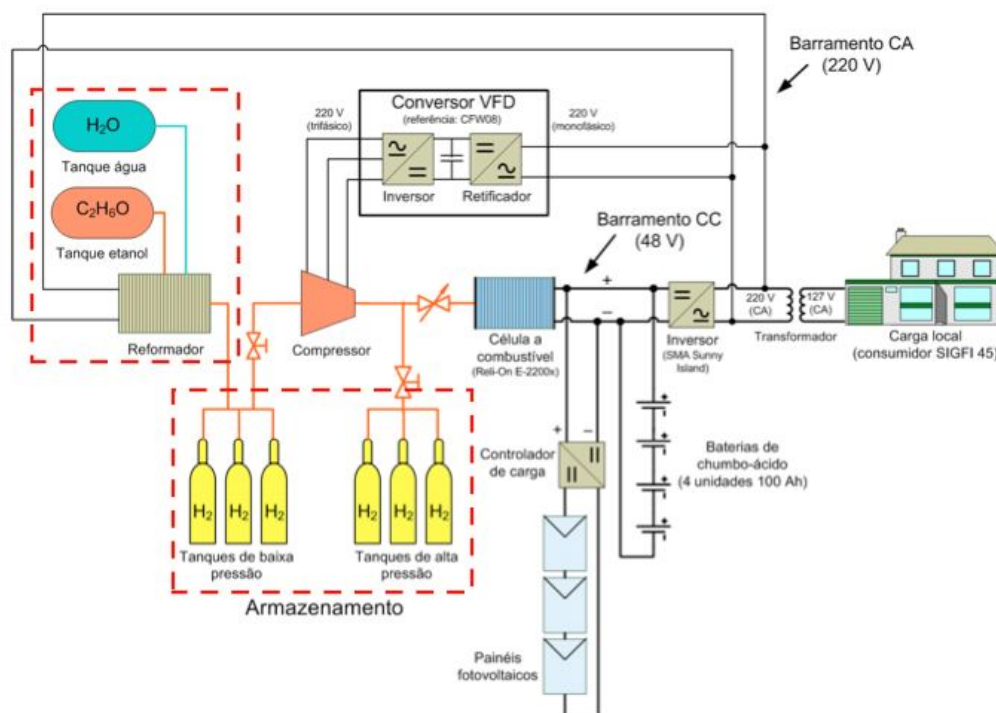 Barramento CA
(220 V)
220 V
(trifásico)
Conversor VFD
(referência: CFW08)
220 V
(monofásico)
H₂O
Tanque água
C₂H₆O
Tanque etanol
Inversor
Retificador
Barramento CC
(48 V)
Reformador
Compressor
Célula a
combustível
(Reli-On E-2200x)
+
–
Inversor
(SMA Sunny
Island)
220 V
(CA)
127 V
(CA)
Transformador
Carga local
(consumidor SIGFI 45)
+
–
Controlador
de carga
Baterias de
chumbo-ácido
(4 unidades 100 Ah)
H₂
H₂
H₂
H₂
H₂
H₂
Tanques de baixa
pressão
Tanques de alta
pressão
Armazenamento
Painéis
fotovoltaicos